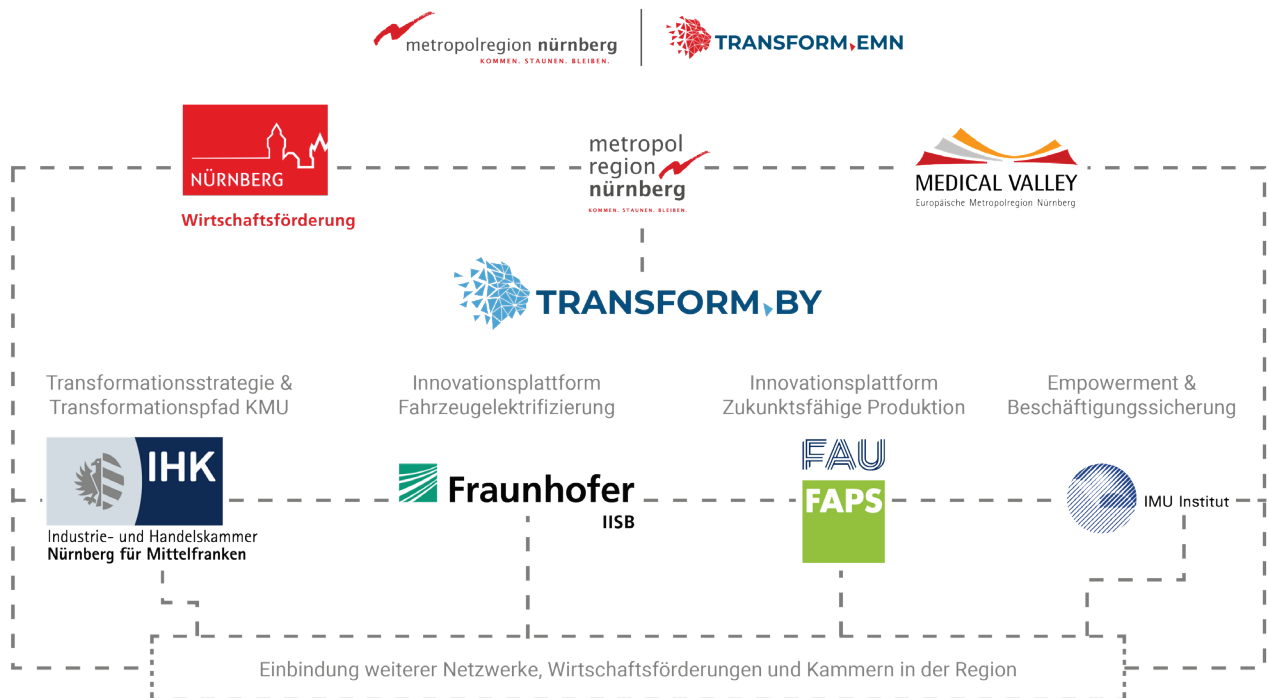 metropolregion nürnberg
KOMMEN. STAUNEN. BLEIBEN.
TRANSFORM.EMN
NÜRNBERG
Wirtschaftsförderung
metropol
region
nürnberg
KOMMEN. STAUNEN. BLEIBEN.
MEDICAL VALLEY
Europäische Metropolregion Nürnberg
TRANSFORM.BY
Transformationsstrategie &
Transformationspfad KMU
Innovationsplattform
Fahrzeugelektrifizierung
Innovationsplattform
Zukunktsfähige Produktion
Empowerment &
Beschäftigungssicherung
IHK
Industrie- und Handelskammer
Nürnberg für Mittelfranken
Fraunhofer
IISB
FAU
FAPS
IMU Institut
Einbindung weiterer Netzwerke, Wirtschaftsförderungen und Kammern in der Region